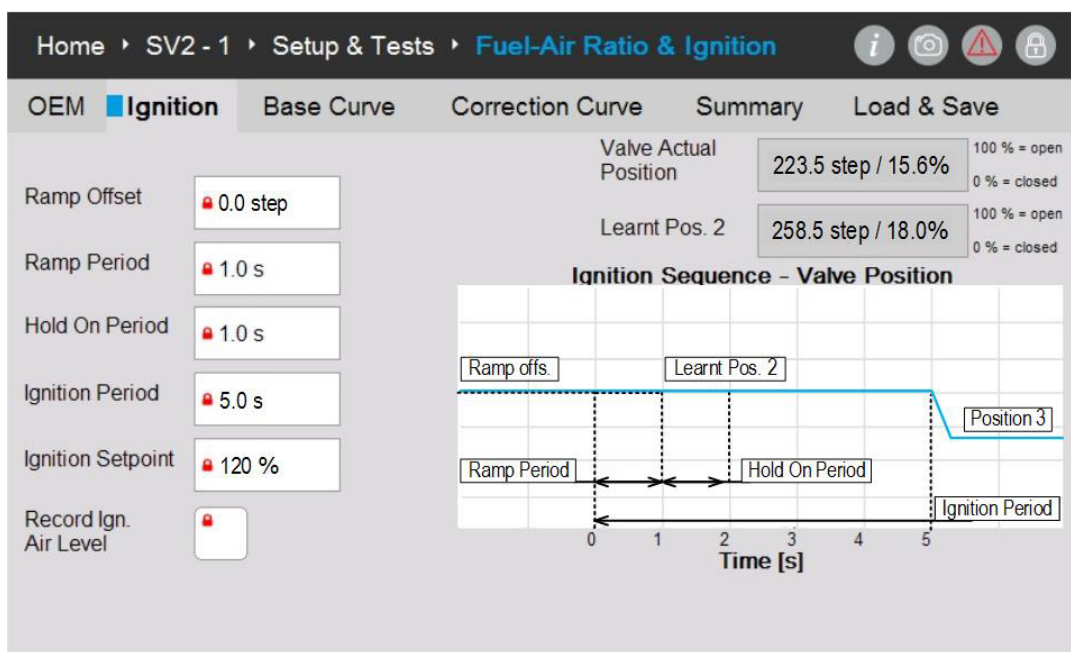 Home ‣ SV2 - 1 ‣ Setup & Tests ‣ Fuel-Air Ratio & Ignition
OEM Ignition Base Curve Correction Curve Summary Load & Save
Ramp Offset
0.0 step
Ramp Period
1.0 s
Hold On Period
1.0 s
Ignition Period
5.0 s
Ignition Setpoint
120 %
Record Ign.
Air Level
Valve Actual
Position
223.5 step / 15.6%
100 % = open
0 % = closed
Learnt Pos. 2
258.5 step / 18.0%
100 % = open
0 % = closed
Ignition Sequence - Valve Position
Ramp offs.
Learnt Pos. 2
Position 3
Ramp Period
Hold On Period
Ignition Period
0 1 2 3 4 5
Time [s]